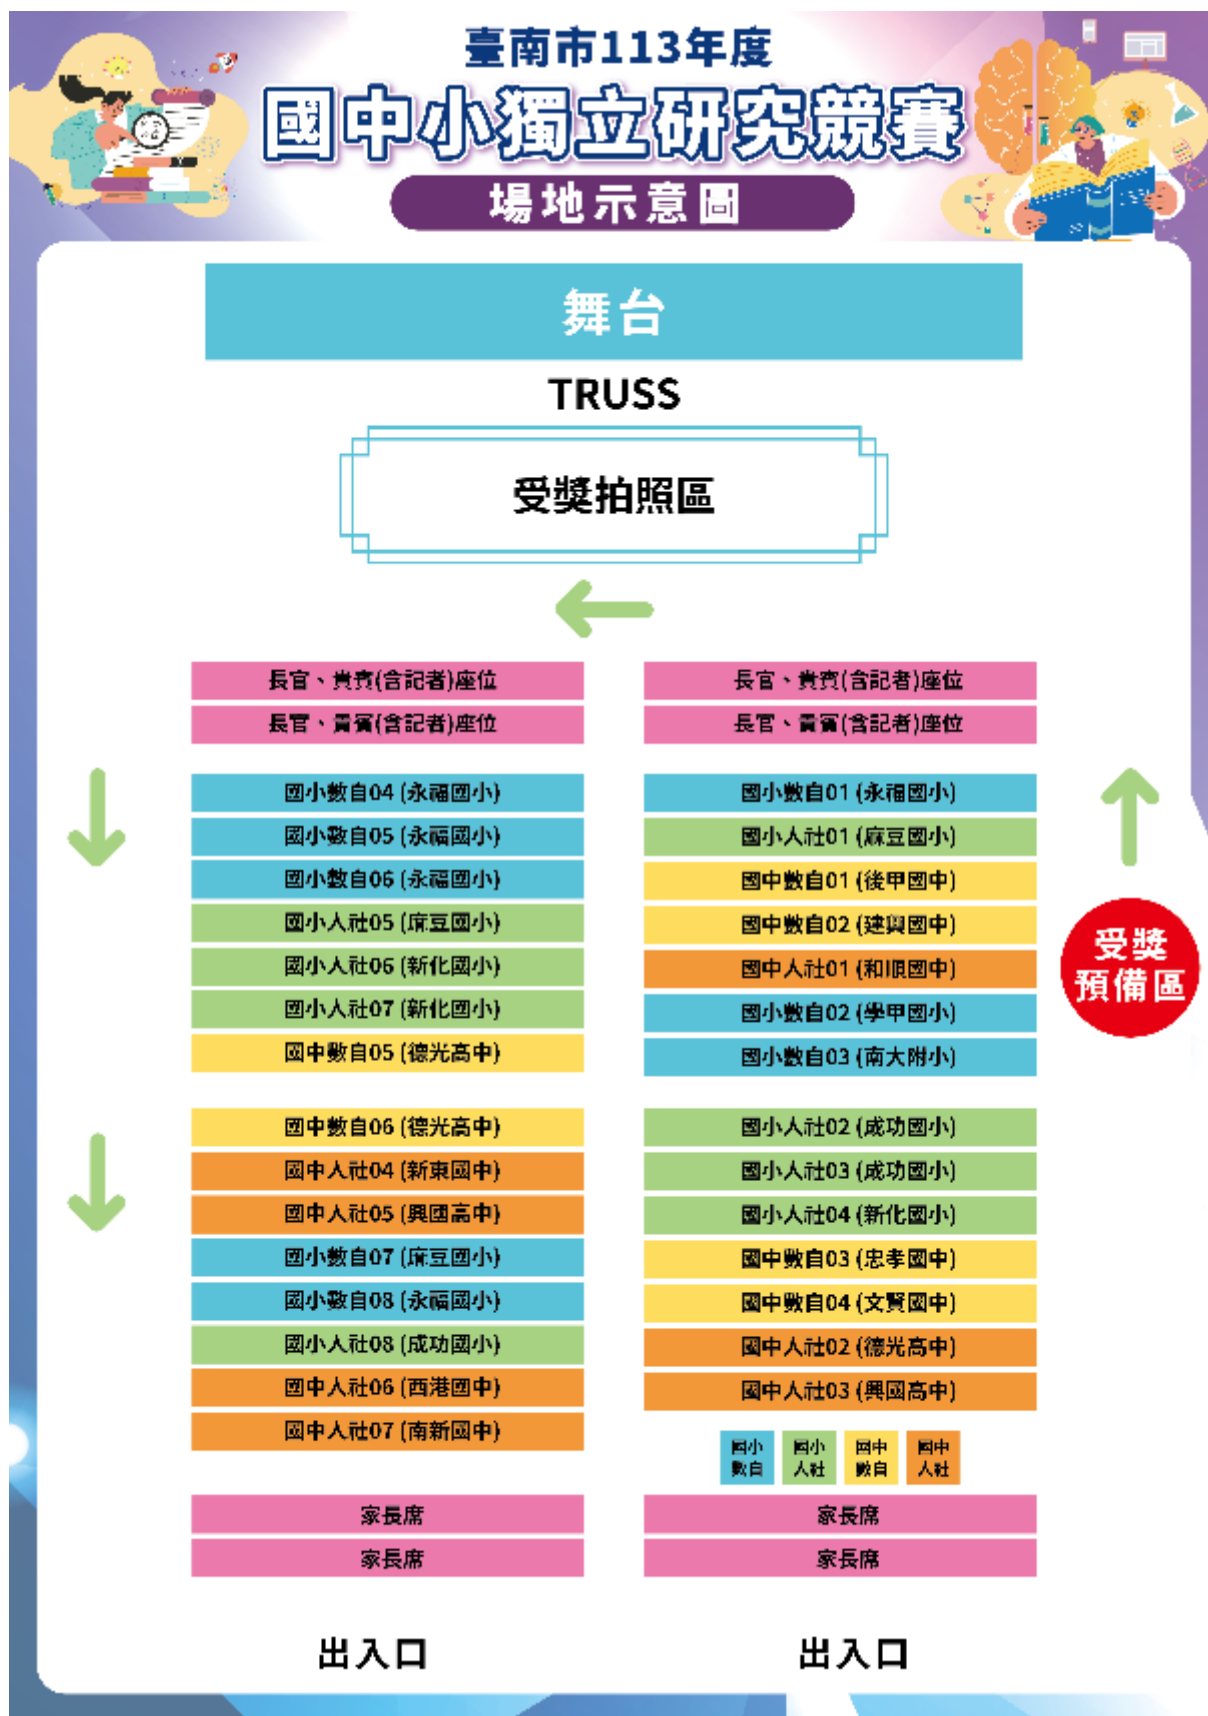 臺南市113年度
國中小獨立研究競賽
場地示意圖
舞台
TRUSS
受獎拍照區
長官、貴賓(含記者)座位
長官、貴賓(含記者)座位
國小數自04 (永福國小)
國小數自05 (永福國小)
國小數自06 (永福國小)
國小人社05 (麻豆國小)
國小人社06 (新化國小)
國小人社07 (新化國小)
國中數自05 (德光高中)
國中數自06 (德光高中)
國中人社04 (新東國中)
國中人社05 (興國高中)
國小數自07 (麻豆國小)
國小數自08 (永福國小)
國小人社08 (成功國小)
國中人社06 (西港國中)
國中人社07 (南新國中)
家長席
家長席
出入口
長官、貴賓(含記者)座位
長官、貴賓(含記者)座位
國小數自01 (永福國小)
國小人社01 (麻豆國小)
國中數自01 (後甲國中)
國中數自02 (建興國中)
國中人社01 (和順國中)
國小數自02 (學甲國小)
國小數自03 (南大附小)
國小人社02 (成功國小)
國小人社03 (成功國小)
國小人社04 (新化國小)
國中數自03 (忠孝國中)
國中數自04 (文賢國中)
國中人社02 (德光高中)
國中人社03 (興國高中)
國小
數自
國小
人社
國中
數自
國中
人社
家長席
家長席
出入口
受獎
預備區